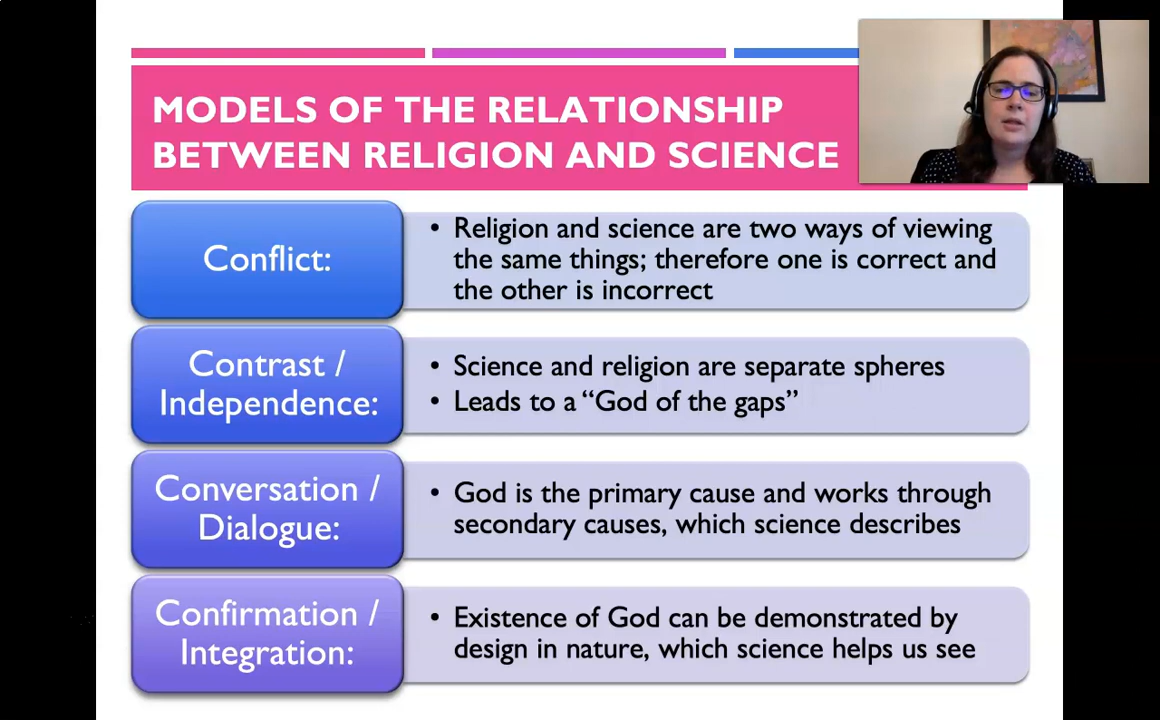 MODELS OF THE RELATIONSHIP
BETWEEN RELIGION AND SCIENCE
Conflict:
• Religion and science are two ways of viewing
the same things; therefore one is correct and
the other is incorrect
Contrast /
Independence:
• Science and religion are separate spheres
• Leads to a “God of the gaps”
Conversation /
Dialogue:
• God is the primary cause and works through
secondary causes, which science describes
Confirmation /
Integration:
• Existence of God can be demonstrated by
design in nature, which science helps us see